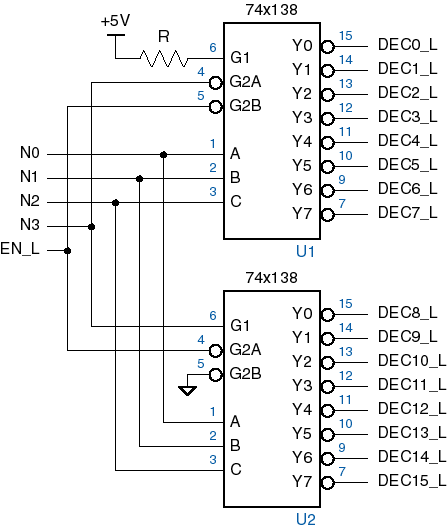 74x138
+5V
R
6 G1
4 G2A
5 G2B
N0 1 A
N1 2 B
N2 3 C
N3
EN_L
Y0 15 DEC0_L
Y1 14 DEC1_L
Y2 13 DEC2_L
Y3 12 DEC3_L
Y4 11 DEC4_L
Y5 10 DEC5_L
Y6 9 DEC6_L
Y7 7 DEC7_L
U1
74x138
6 G1
4 G2A
5 G2B
1 A
2 B
3 C
Y0 15 DEC8_L
Y1 14 DEC9_L
Y2 13 DEC10_L
Y3 12 DEC11_L
Y4 11 DEC12_L
Y5 10 DEC13_L
Y6 9 DEC14_L
Y7 7 DEC15_L
U2